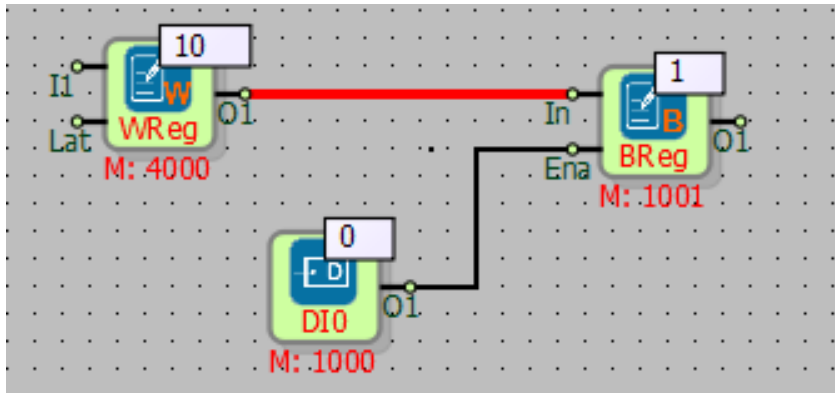 10
I1
W
O1
Lat
WReg
M: 4000
1
In
B
O1
Ena
BReg
M: 1001
0
D
O1
DI0
M: 1000